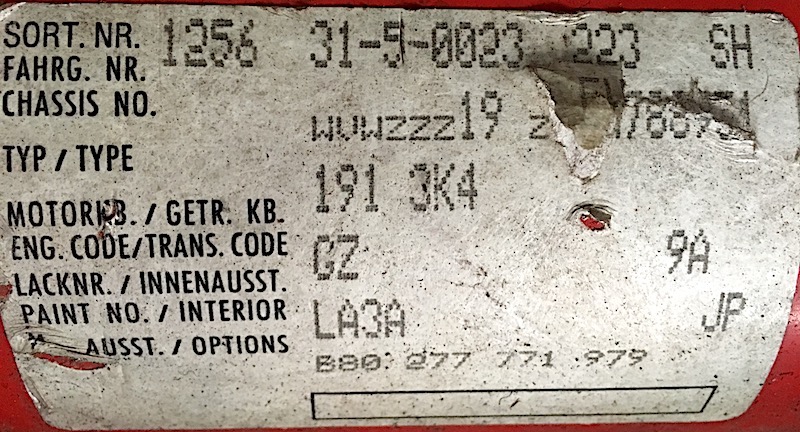 SORT. NR. 1256 31-5-0023 223 SH
FAHRG. NR.
CHASSIS NO. WVWZZZ19 Z
TYP / TYPE 191 3K4
MOTORKB. / GETR. KB.
ENG. CODE/TRANS. CODE GZ 9A
LACKNR. / INNENAUSST.
PAINT NO. / INTERIOR LA3A JP
AUSST. / OPTIONS B80 277 771 979